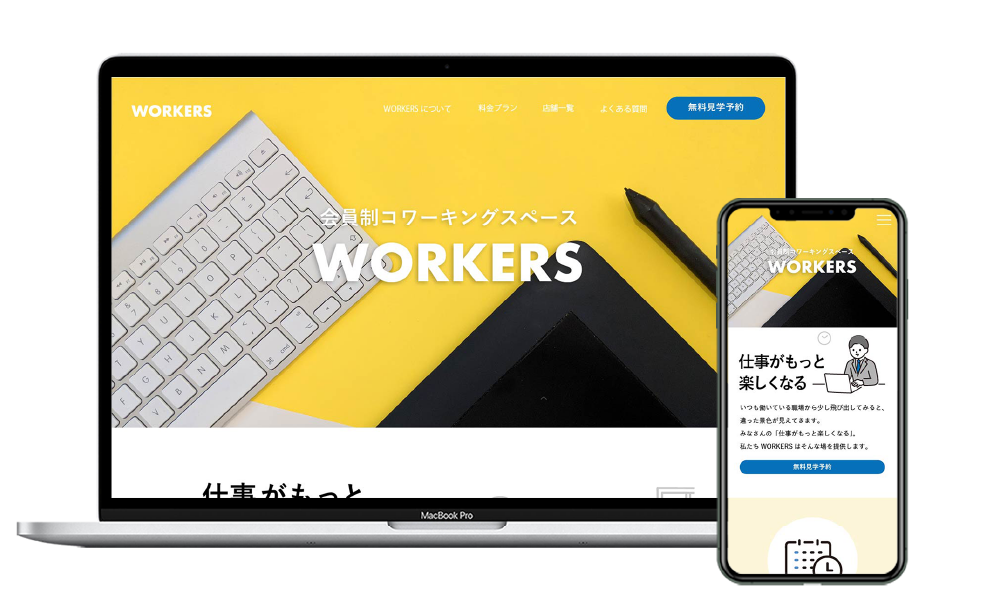 WORKERS
WORKERS について
料金プラン
店舗一覧
よくある質問
無料見学予約
会員制コワーキングスペース
WORKERS
仕事がもっと
MacBook Pro
会員制コワーキングスペース
WORKERS
仕事がもっと
楽しくなる
いつも働いている職場から少し飛び出してみると、
違った景色が見えてきます。
みなさんの「仕事がもっと楽しくなる」。
私たち WORKERS はそんな場を提供します。
無料見学予約